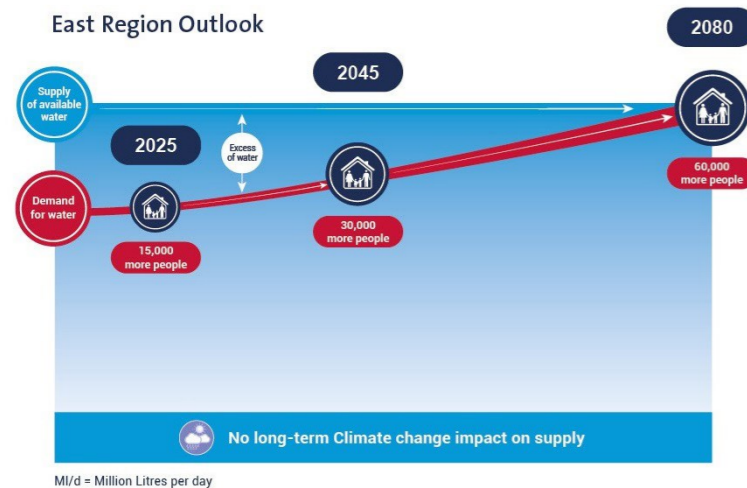 East Region Outlook
2080
2045
Supply
of available
water
2025
Excess
of water
Demand
for water
15,000
more people
30,000
more people
60,000
more people
No long-term Climate change impact on supply
Ml/d = Million Litres per day